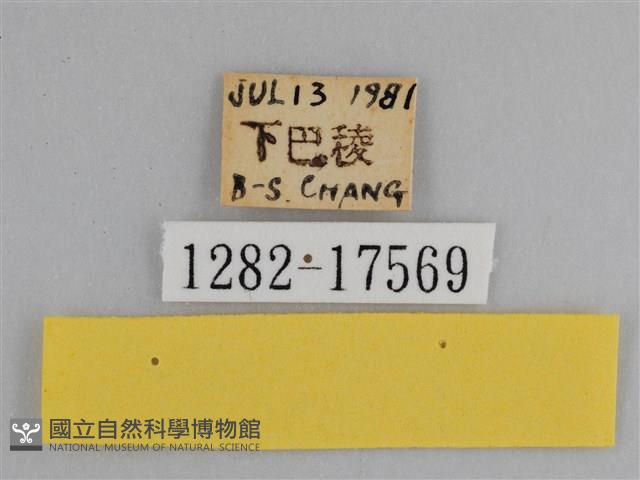 JUL 13 1981
下巴稜
B-S. CHANG
1282-17569
國立自然科學博物館
NATIONAL MUSEUM OF NATURAL SCIENCE